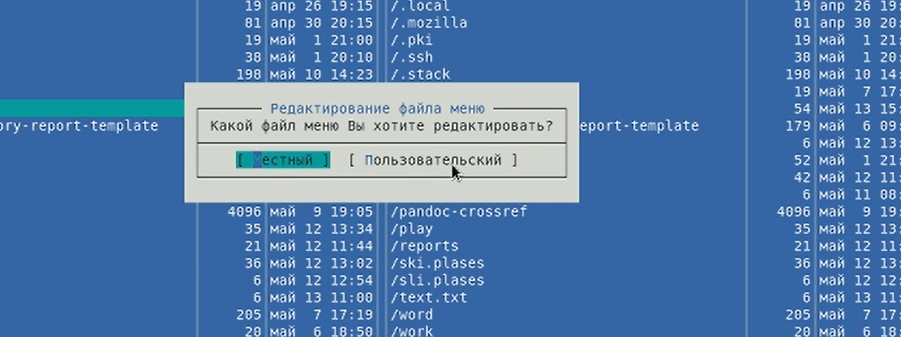 19 апр 26 19:15 /.local 19 апр 26 19:
81 апр 30 20:15 /.mozilla 81 апр 30 20:
19 май 1 21:00 /.pki 19 май 1 21:
38 май 1 20:10 /.ssh 38 май 1 20:
198 май 10 14:23 /.stack 198 май 10 14:
19 май 7 17:
Редактирование файла меню 54 май 13 15:
ory-report-template Какой файл меню Вы хотите редактировать? eport-template 179 май 6 09:
6 май 12 13:
[ Местный ] [ Пользовательский ] 52 май 1 21:
42 май 12 11:
6 май 11 08:
4096 май 9 19:05 /pandoc-crossref 4096 май 9 19:
35 май 12 13:34 /play 35 май 12 13:
21 май 12 11:44 /reports 21 май 12 11:
36 май 12 13:02 /ski.plases 36 май 12 13:
6 май 12 12:54 /sli.plases 6 май 12 12:
6 май 13 11:00 /text.txt 6 май 13 11:
205 май 7 17:19 /word 205 май 7 17:
20 май 6 18:50 /work 20 май 6 18: